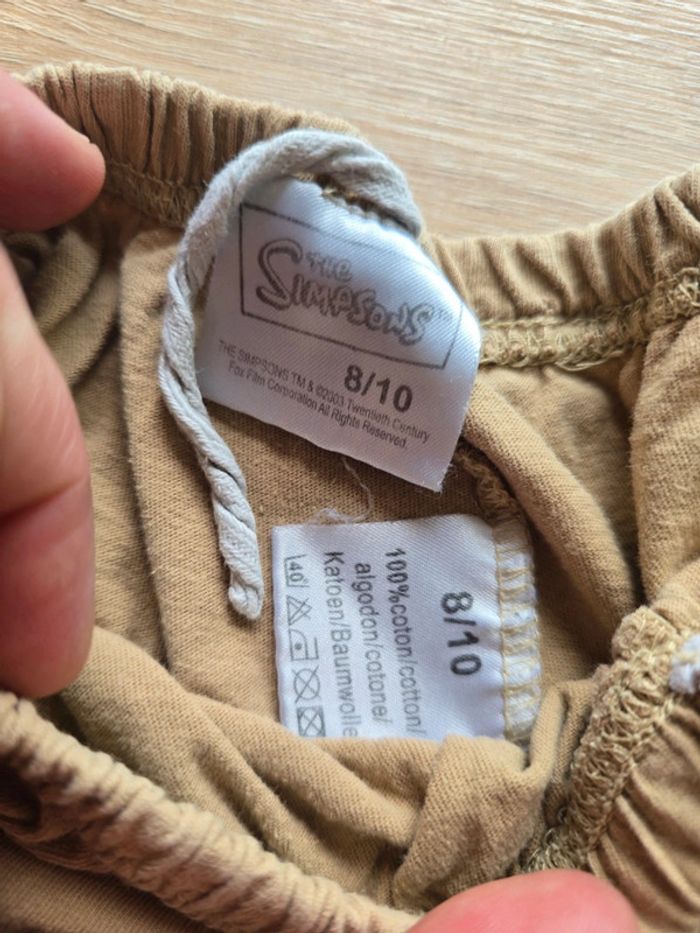 THE
SIMPSONS™
8/10
THE SIMPSONS TM & ©2003 Twentieth Century
Fox Film Corporation All Rights Reserved.
8/10
100%coton/cotton/
algodon/cotone/
Katoen/Baumwolle
40